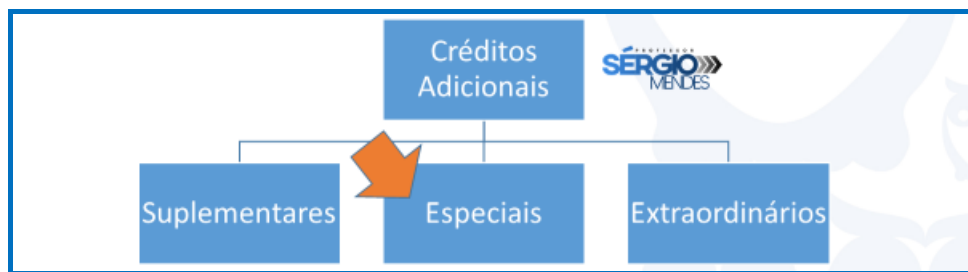 Créditos
Adicionais
PROFESSOR
SÉRGIO
MENDES
Suplementares
Especiais
Extraordinários